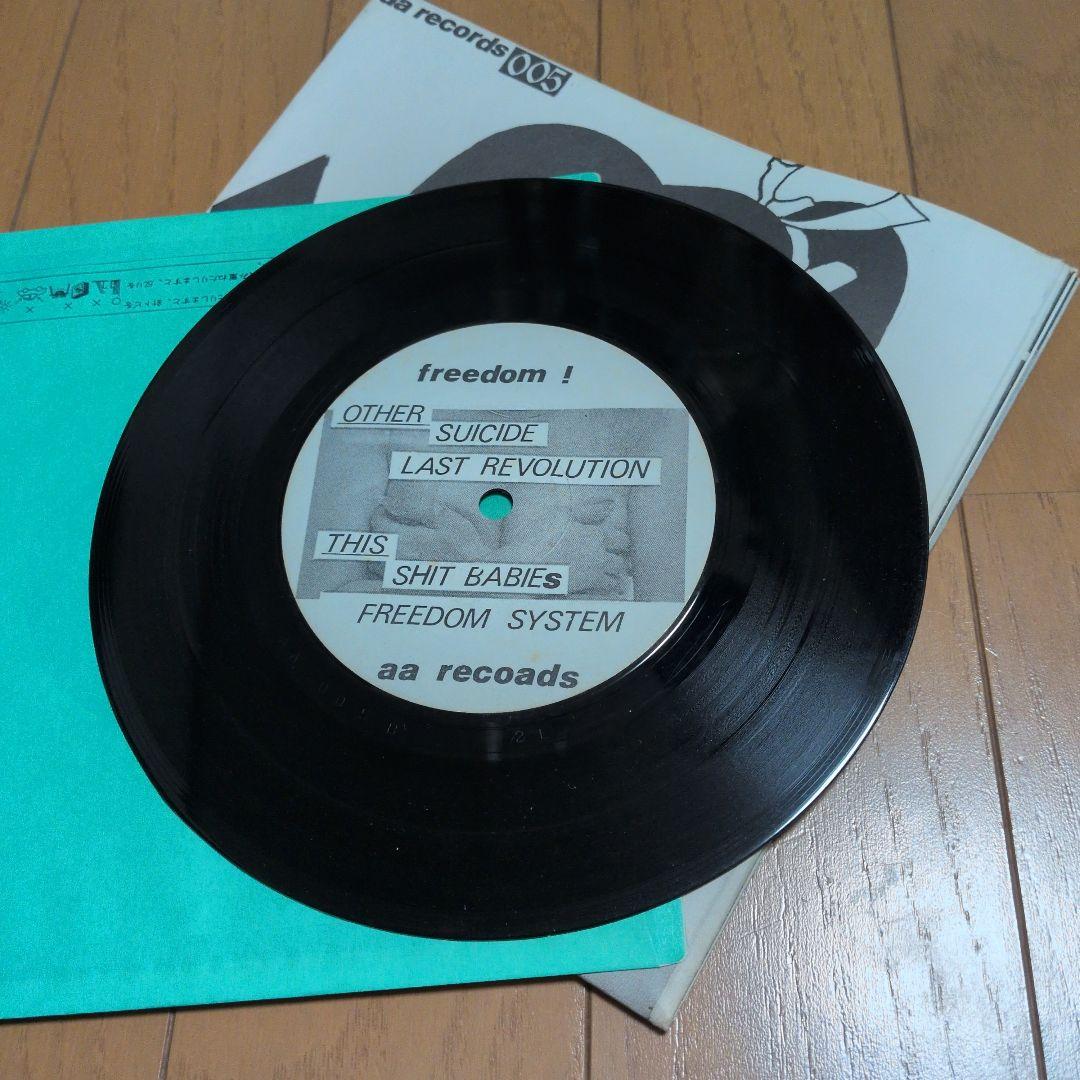 aa records 005
freedom !
OTHER
SUICIDE
LAST REVOLUTION
THIS
SHIT BABIEs
FREEDOM SYSTEM
aa recoads